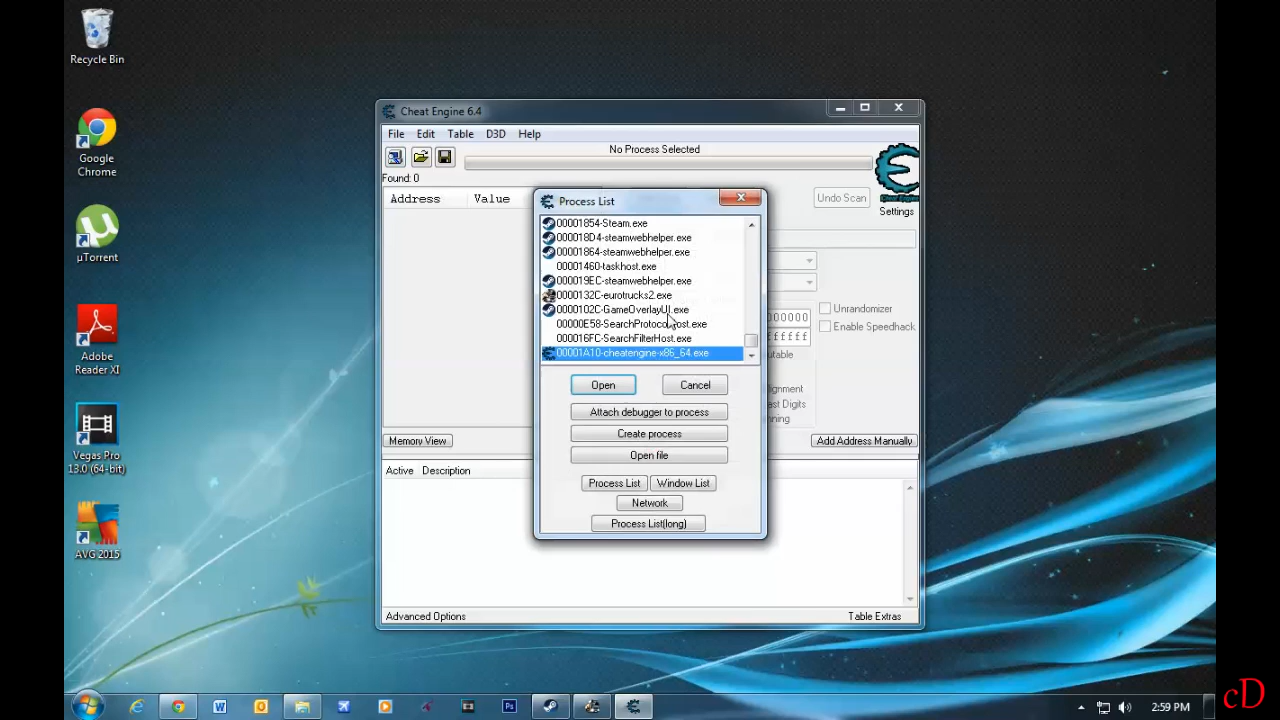 Recycle Bin
Google
Chrome
µTorrent
Adobe
Reader XI
Vegas Pro
13.0 (64-bit)
AVG 2015
Cheat Engine 6.4
File Edit Table D3D Help
No Process Selected
Found: 0
Address Value
Undo Scan
Cheat Engine
Settings
Process List
00001854-Steam.exe
000018D4-steamwebhelper.exe
00001864-steamwebhelper.exe
00001460-taskhost.exe
000019EC-steamwebhelper.exe
0000132C-eurotrucks2.exe
0000102C-GameOverlayUI.exe
00000E58-SearchProtocolHost.exe
000016FC-SearchFilterHost.exe
00001A10-cheatengine-x86_64.exe
Open Cancel
Attach debugger to process
Create process
Open file
Process List Window List
Network
Process List(long)
Unrandomizer
Enable Speedhack
Memory View
Add Address Manually
Active Description
Advanced Options
Table Extras
W
Ps
2:59 PM
cD